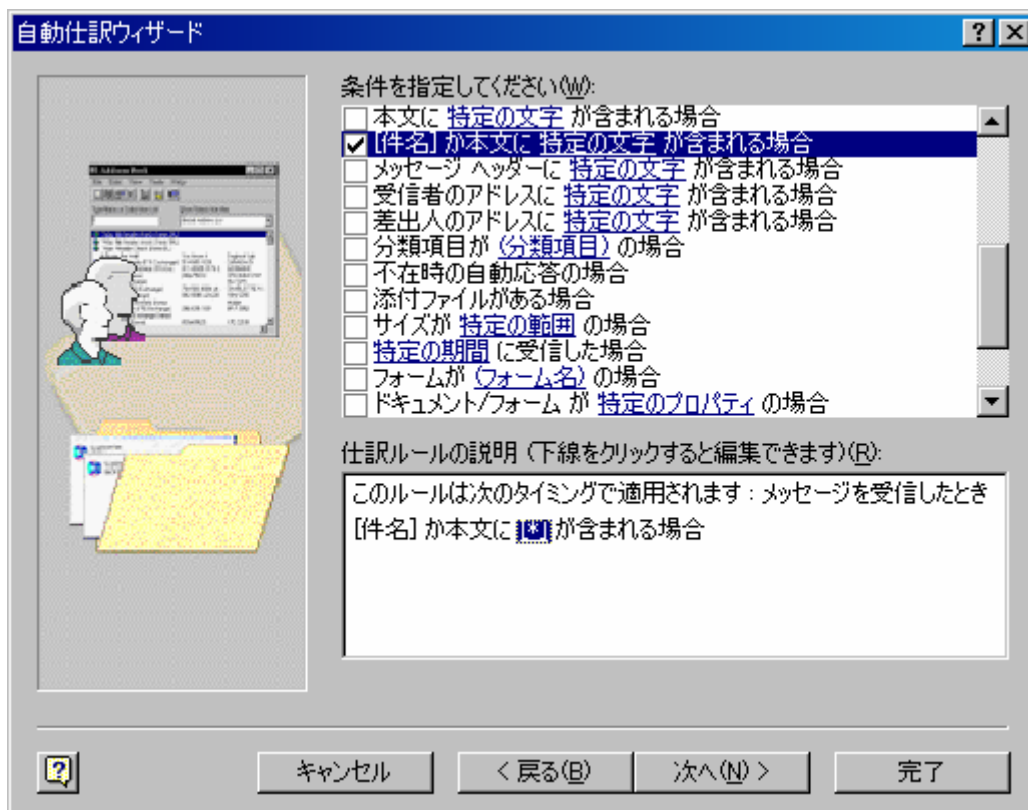 自動仕訳ウィザード
条件を指定してください(W):
本文に 特定の文字 が含まれる場合
[件名] か本文に 特定の文字 が含まれる場合
メッセージ ヘッダーに 特定の文字 が含まれる場合
受信者のアドレスに 特定の文字 が含まれる場合
差出人のアドレスに 特定の文字 が含まれる場合
分類項目が (分類項目) の場合
不在時の自動応答の場合
添付ファイルがある場合
サイズが 特定の範囲 の場合
特定の期間 に受信した場合
フォームが (フォーム名) の場合
ドキュメント/フォーム が 特定のプロパティ の場合
Address Book
仕訳ルールの説明 (下線をクリックすると編集できます)(R):
このルールは次のタイミングで適用されます : メッセージを受信したとき
[件名] か本文に '*' が含まれる場合
キャンセル
< 戻る(B)
次へ(N) >
完了